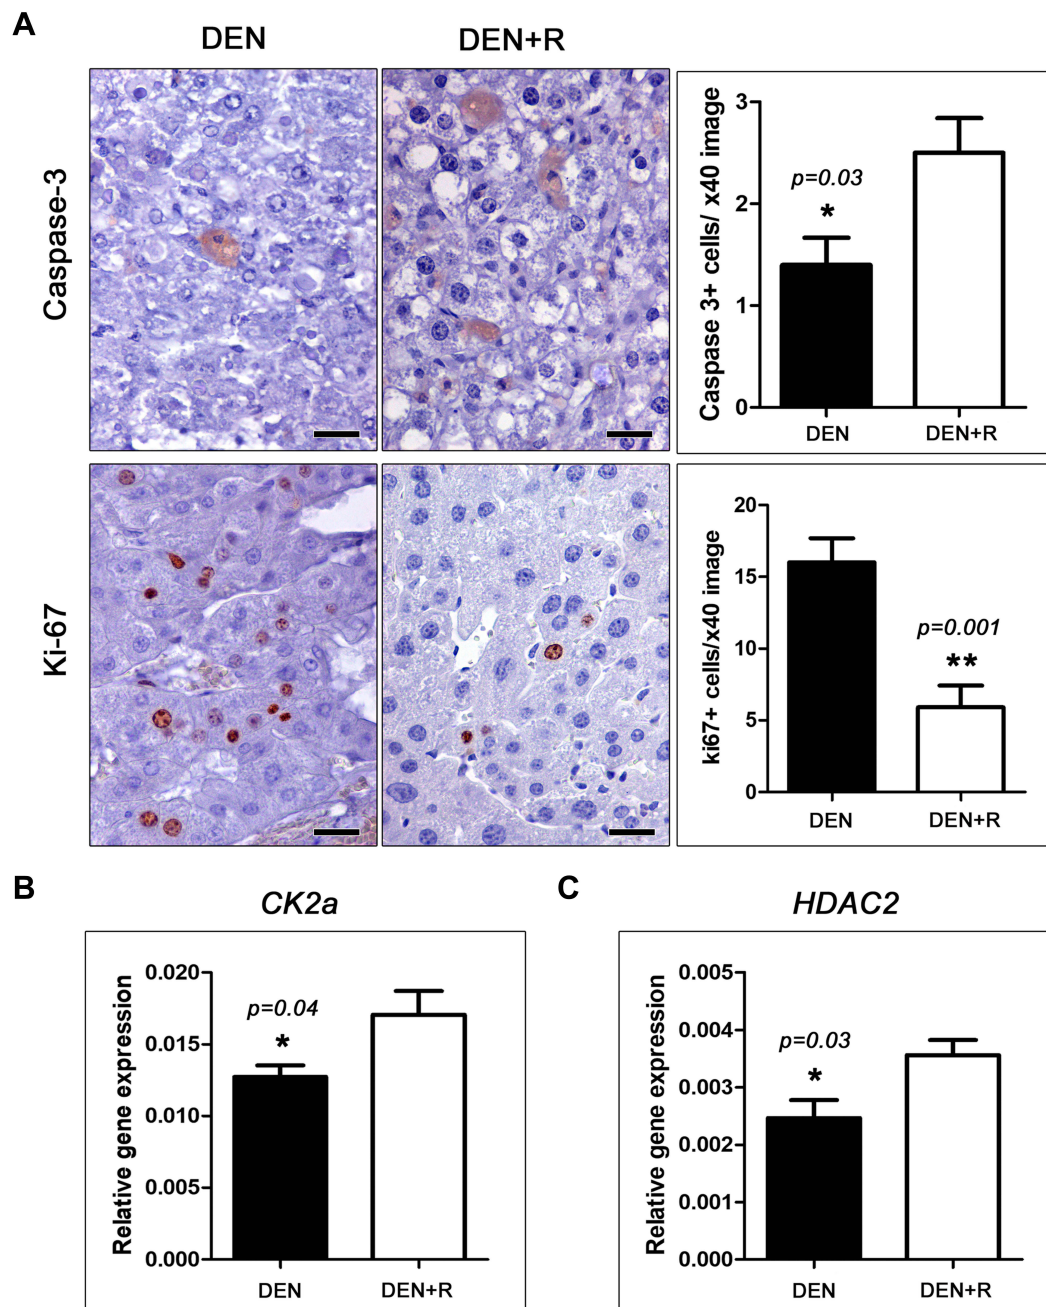 A
DEN
DEN+R
Caspase-3
Caspase 3+ cells/ x40 image
3
2
1
0
p=0.03
*
DEN
DEN+R
Ki-67
ki67+ cells/x40 image
20
15
10
5
0
p=0.001
**
DEN
DEN+R
B
CK2a
Relative gene expression
0.020
0.015
0.010
0.005
0.000
p=0.04
*
DEN
DEN+R
C
HDAC2
Relative gene expression
0.005
0.004
0.003
0.002
0.001
0.000
p=0.03
*
DEN
DEN+R